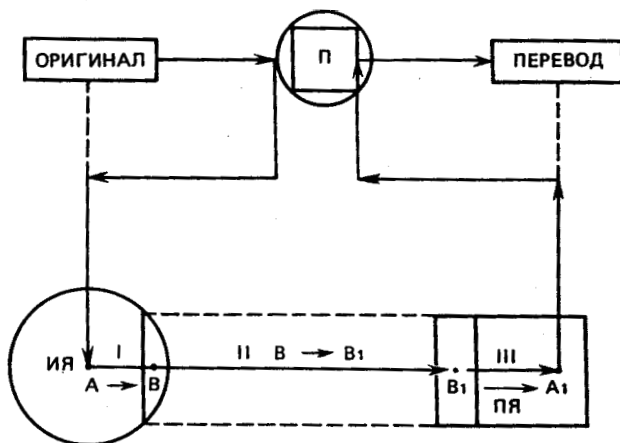 ОРИГИНАЛ П ПЕРЕВОД
ИЯ I II В → В₁ III
А → В В₁ → А₁
ПЯ